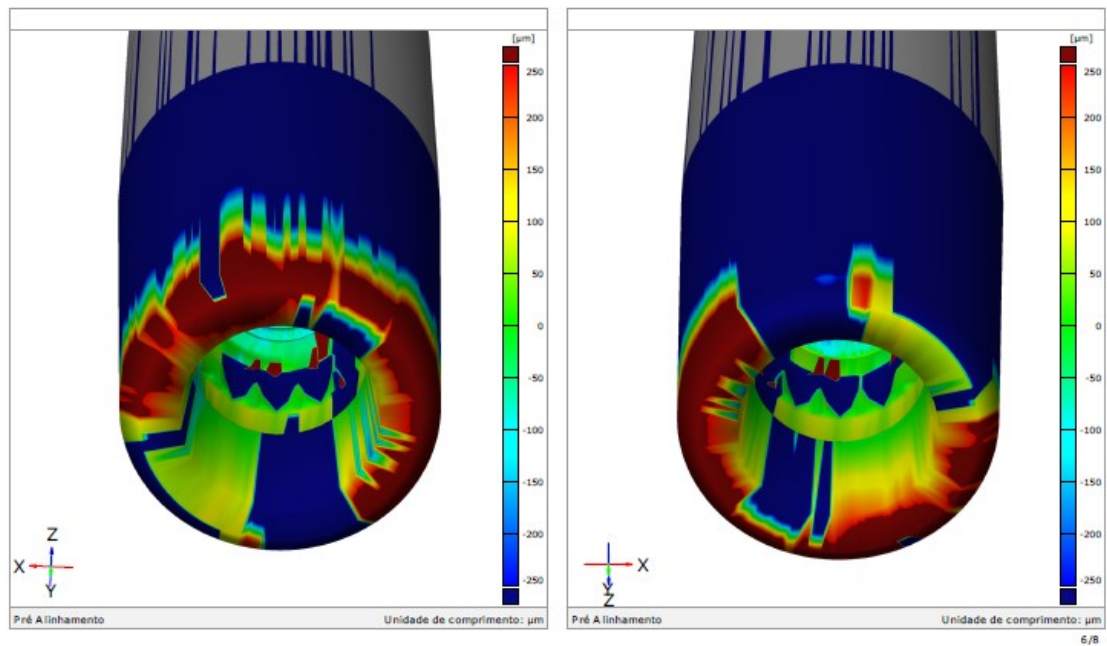 [µm]
250
200
150
100
50
0
-50
-100
-150
-200
-250
Z
X
Y
Pré Alinhamento
Unidade de comprimento: µm
[µm]
250
200
150
100
50
0
-50
-100
-150
-200
-250
X
Y
Z
Pré Alinhamento
Unidade de comprimento: µm
6/8